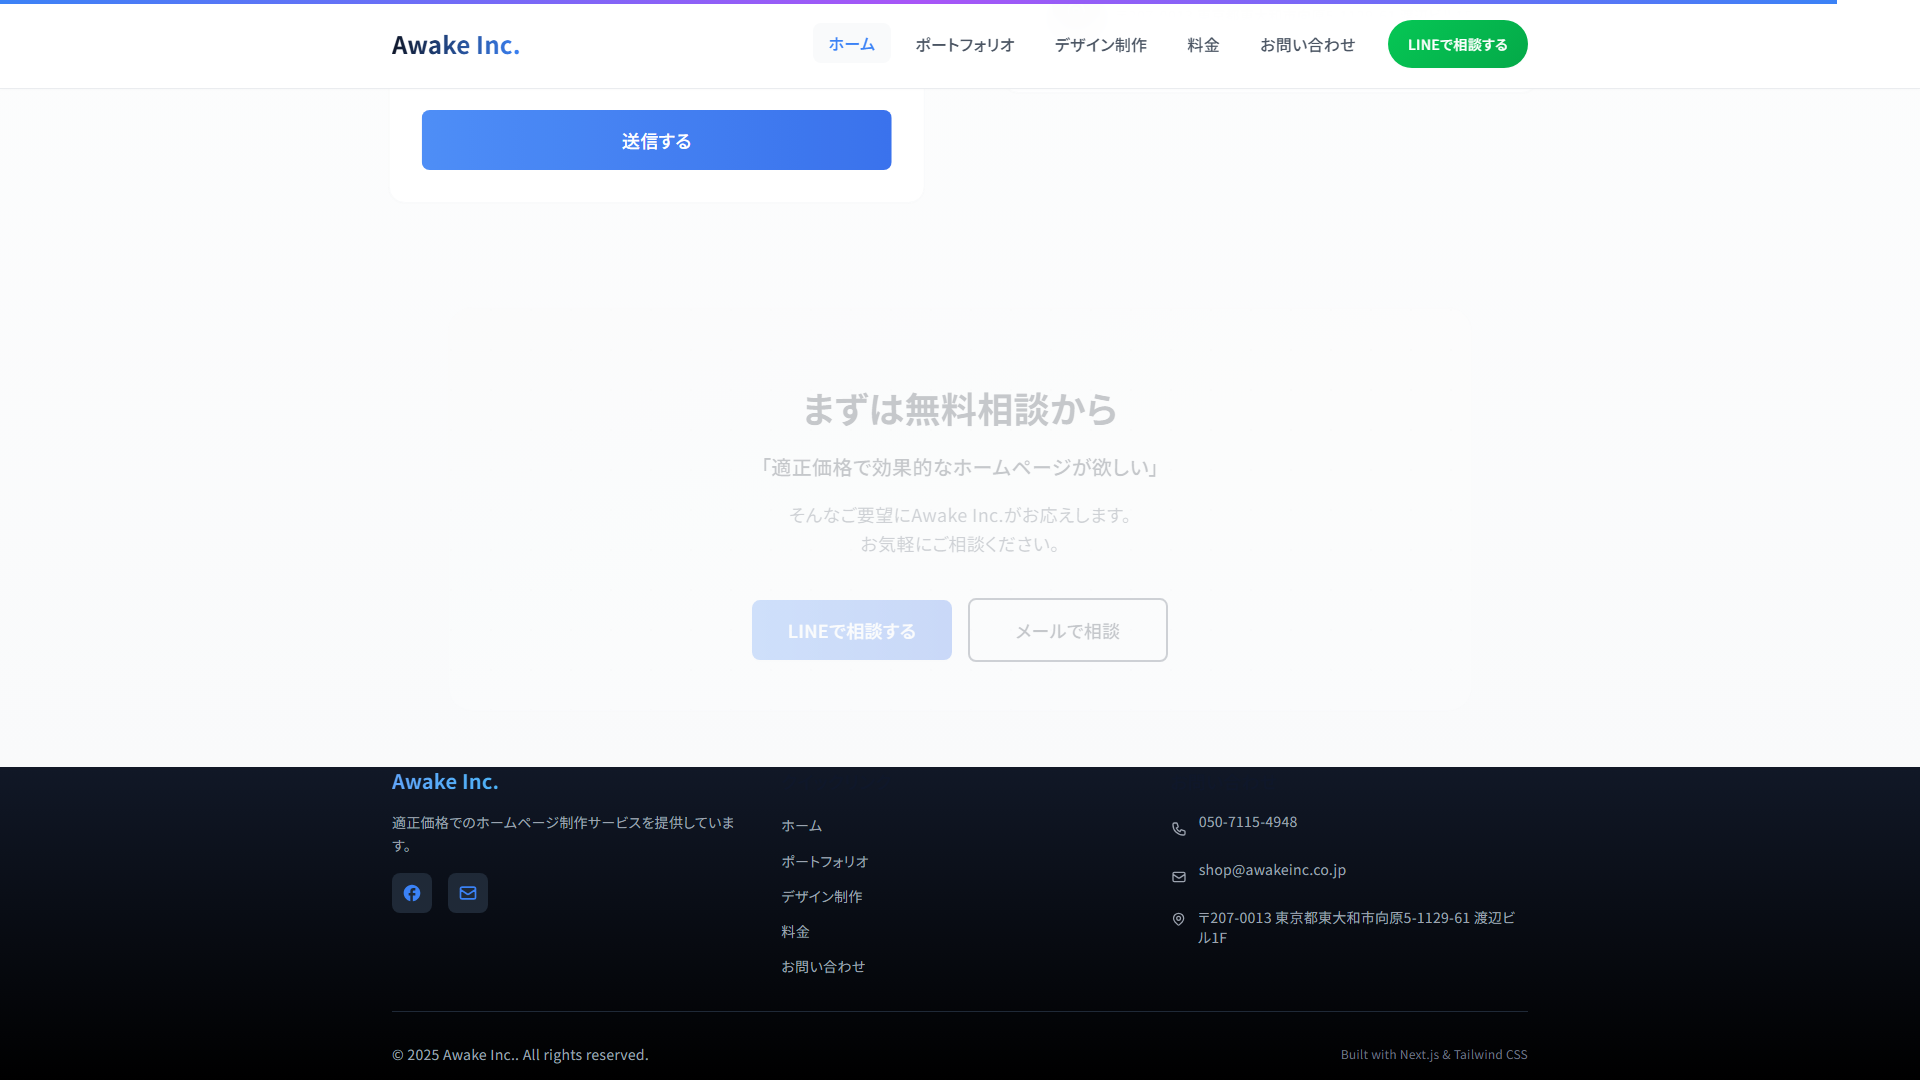 Awake Inc.
ホーム
ポートフォリオ
デザイン制作
料金
お問い合わせ
LINEで相談する
送信する
まずは無料相談から
「適正価格で効果的なホームページが欲しい」
そんなご要望にAwake Inc.がお応えします。
お気軽にご相談ください。
LINEで相談する
メールで相談
Awake Inc.
適正価格でのホームページ制作サービスを提供していま
す。
ホーム
ポートフォリオ
デザイン制作
料金
お問い合わせ
050-7115-4948
shop@awakeinc.co.jp
〒207-0013 東京都東大和市向原5-1129-61 渡辺ビ
ル1F
© 2025 Awake Inc.. All rights reserved.
Built with Next.js & Tailwind CSS